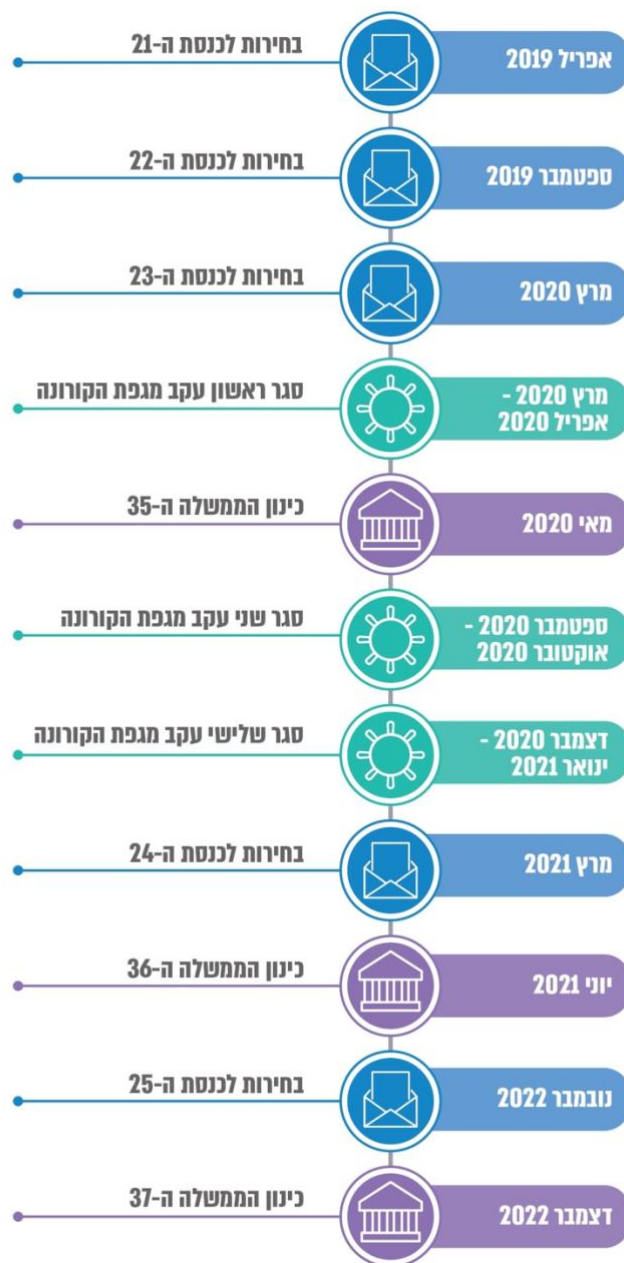 אפריל 2019
בחירות לכנסת ה-21
ספטמבר 2019
בחירות לכנסת ה-22
מרץ 2020
בחירות לכנסת ה-23
מרץ 2020 -
אפריל 2020
סגר ראשון עקב מגפת הקורונה
מאי 2020
כינון הממשלה ה-35
ספטמבר 2020 -
אוקטובר 2020
סגר שני עקב מגפת הקורונה
דצמבר 2020 -
ינואר 2021
סגר שלישי עקב מגפת הקורונה
מרץ 2021
בחירות לכנסת ה-24
יוני 2021
כינון הממשלה ה-36
נובמבר 2022
בחירות לכנסת ה-25
דצמבר 2022
כינון הממשלה ה-37